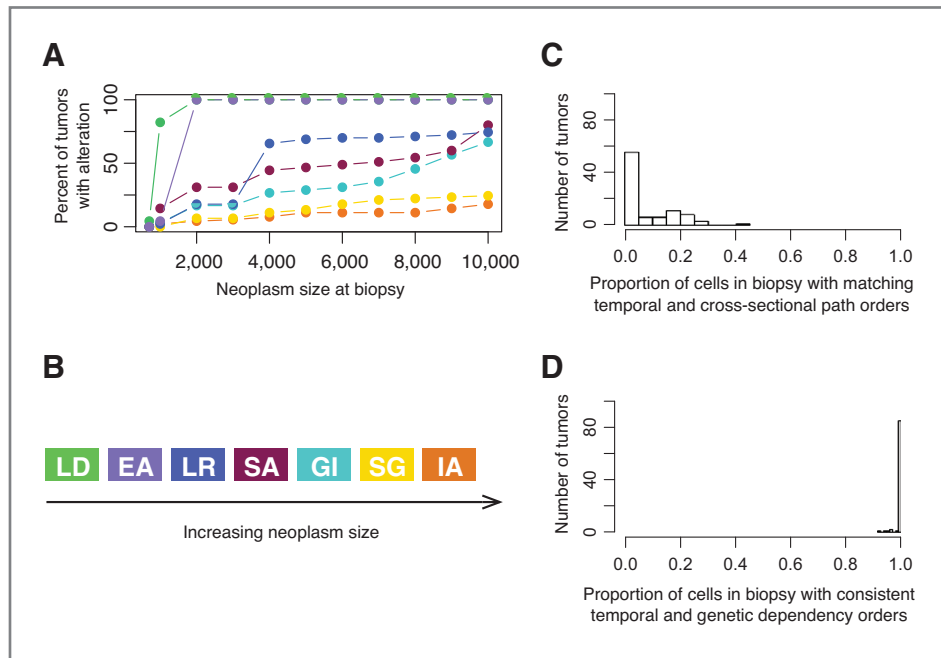 A
Percent of tumors
with alteration
100
50
0
2,000 4,000 6,000 8,000 10,000
Neoplasm size at biopsy
B
LD EA LR SA GI SG IA
Increasing neoplasm size
C
Number of tumors
80
40
0
0.0 0.2 0.4 0.6 0.8 1.0
Proportion of cells in biopsy with matching
temporal and cross-sectional path orders
D
Number of tumors
80
40
0
0.0 0.2 0.4 0.6 0.8 1.0
Proportion of cells in biopsy with consistent
temporal and genetic dependency orders